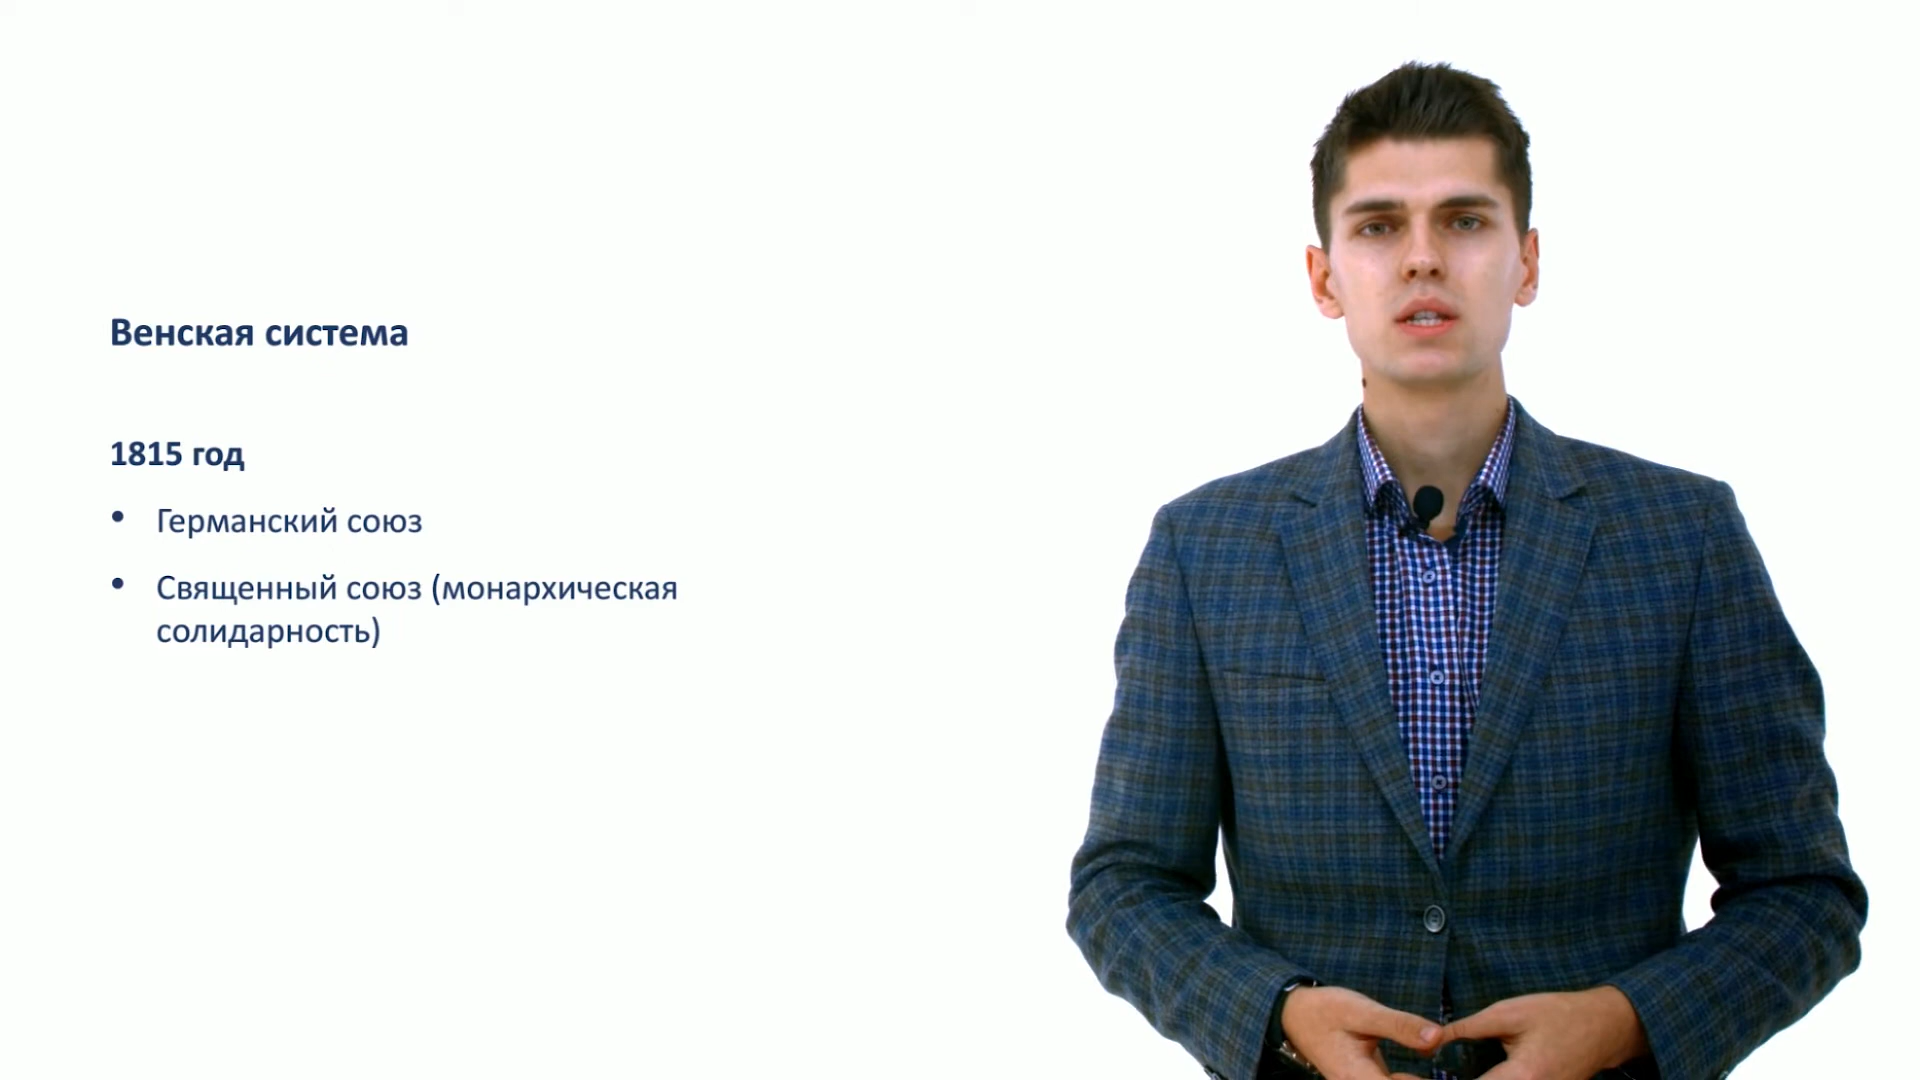 Венская система
1815 год
• Германский союз
• Священный союз (монархическая
солидарность)